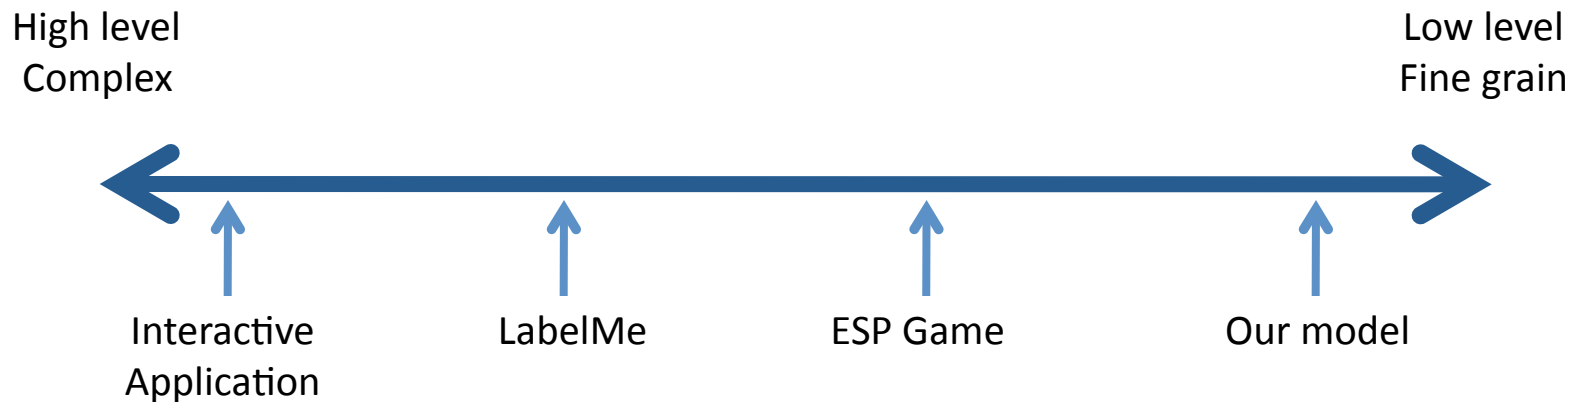 High level
Complex
Low level
Fine grain
Interactive
Application
LabelMe
ESP Game
Our model